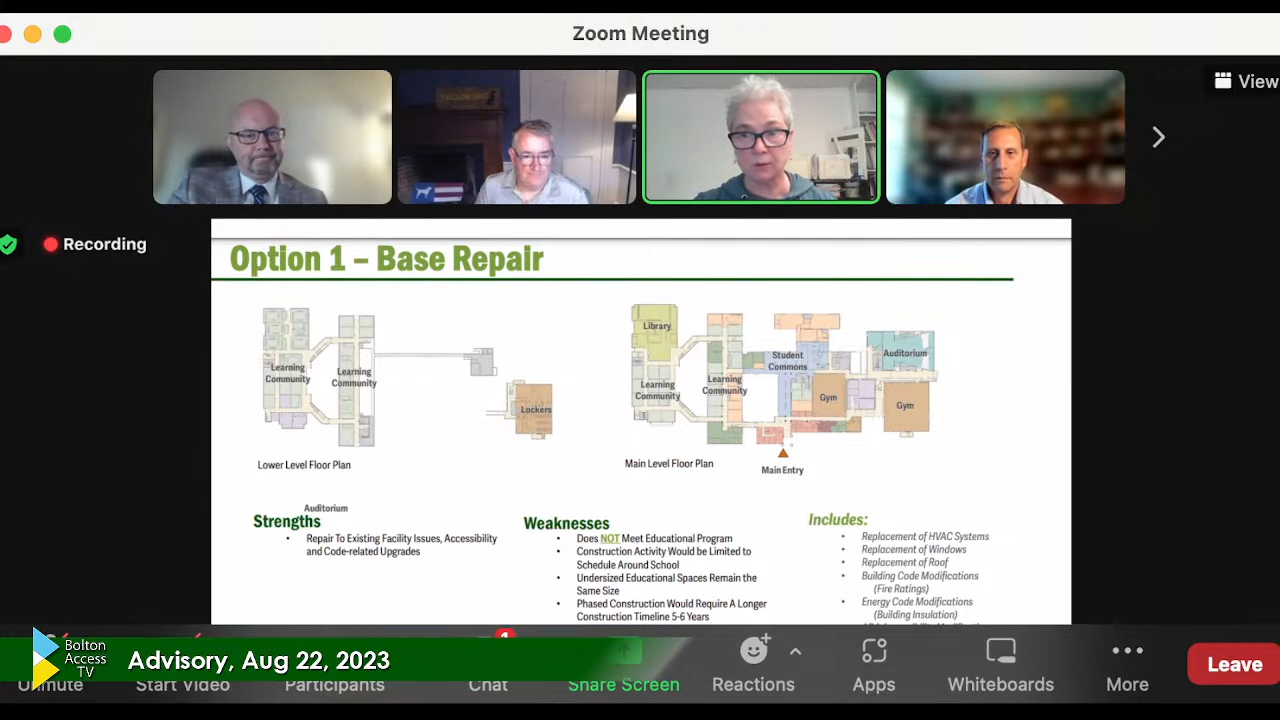 Zoom Meeting
View
YELLOW DOG
Recording
Option 1 – Base Repair
Learning
Community
Learning
Community
Lockers
Lower Level Floor Plan
Library
Learning
Community
Learning
Community
Student
Commons
Gym
Auditorium
Gym
Main Level Floor Plan
Main Entry
Auditorium
Strengths
• Repair To Existing Facility Issues, Accessibility
and Code-related Upgrades
Weaknesses
• Does NOT Meet Educational Program
• Construction Activity Would be Limited to
Schedule Around School
• Undersized Educational Spaces Remain the
Same Size
• Phased Construction Would Require A Longer
Construction Timeline 5-6 Years
Includes:
• Replacement of HVAC Systems
• Replacement of Windows
• Replacement of Roof
• Building Code Modifications
(Fire Ratings)
• Energy Code Modifications
(Building Insulation)
Bolton
Access
TV
Advisory, Aug 22, 2023
Unmute
Start Video
Participants
Chat
Share Screen
Reactions
Apps
Whiteboards
More
Leave